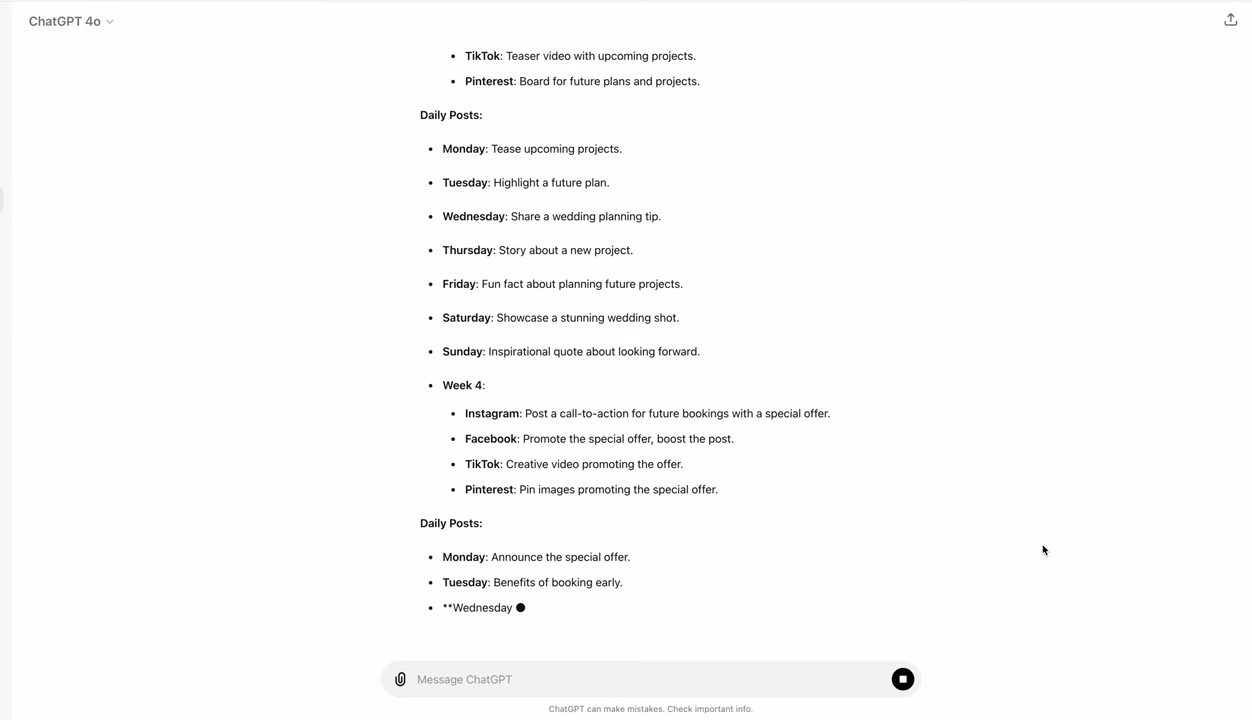 ChatGPT 4o
TikTok: Teaser video with upcoming projects.
Pinterest: Board for future plans and projects.
Daily Posts:
Monday: Tease upcoming projects.
Tuesday: Highlight a future plan.
Wednesday: Share a wedding planning tip.
Thursday: Story about a new project.
Friday: Fun fact about planning future projects.
Saturday: Showcase a stunning wedding shot.
Sunday: Inspirational quote about looking forward.
Week 4:
Instagram: Post a call-to-action for future bookings with a special offer.
Facebook: Promote the special offer, boost the post.
TikTok: Creative video promoting the offer.
Pinterest: Pin images promoting the special offer.
Daily Posts:
Monday: Announce the special offer.
Tuesday: Benefits of booking early.
**Wednesday
Message ChatGPT
ChatGPT can make mistakes. Check important info.